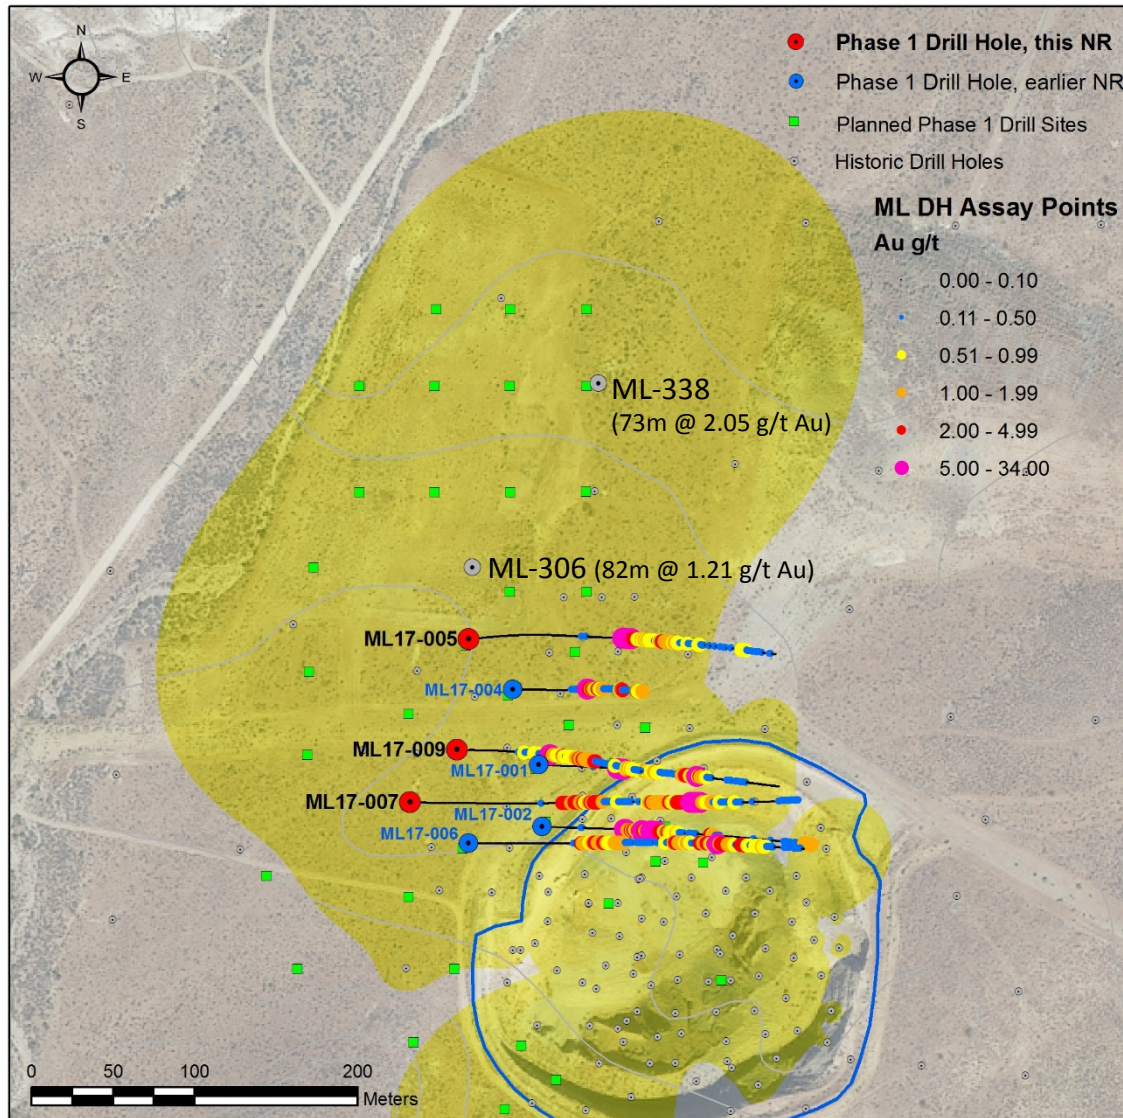 N
W E
S
Phase 1 Drill Hole, this NR
Phase 1 Drill Hole, earlier NR
Planned Phase 1 Drill Sites
Historic Drill Holes
ML DH Assay Points
Au g/t
0.00 - 0.10
0.11 - 0.50
0.51 - 0.99
1.00 - 1.99
2.00 - 4.99
5.00 - 34.00
ML-338
(73m @ 2.05 g/t Au)
ML-306 (82m @ 1.21 g/t Au)
ML17-005
ML17-004
ML17-009
ML17-001
ML17-007
ML17-002
ML17-006
0 50 100 200
Meters